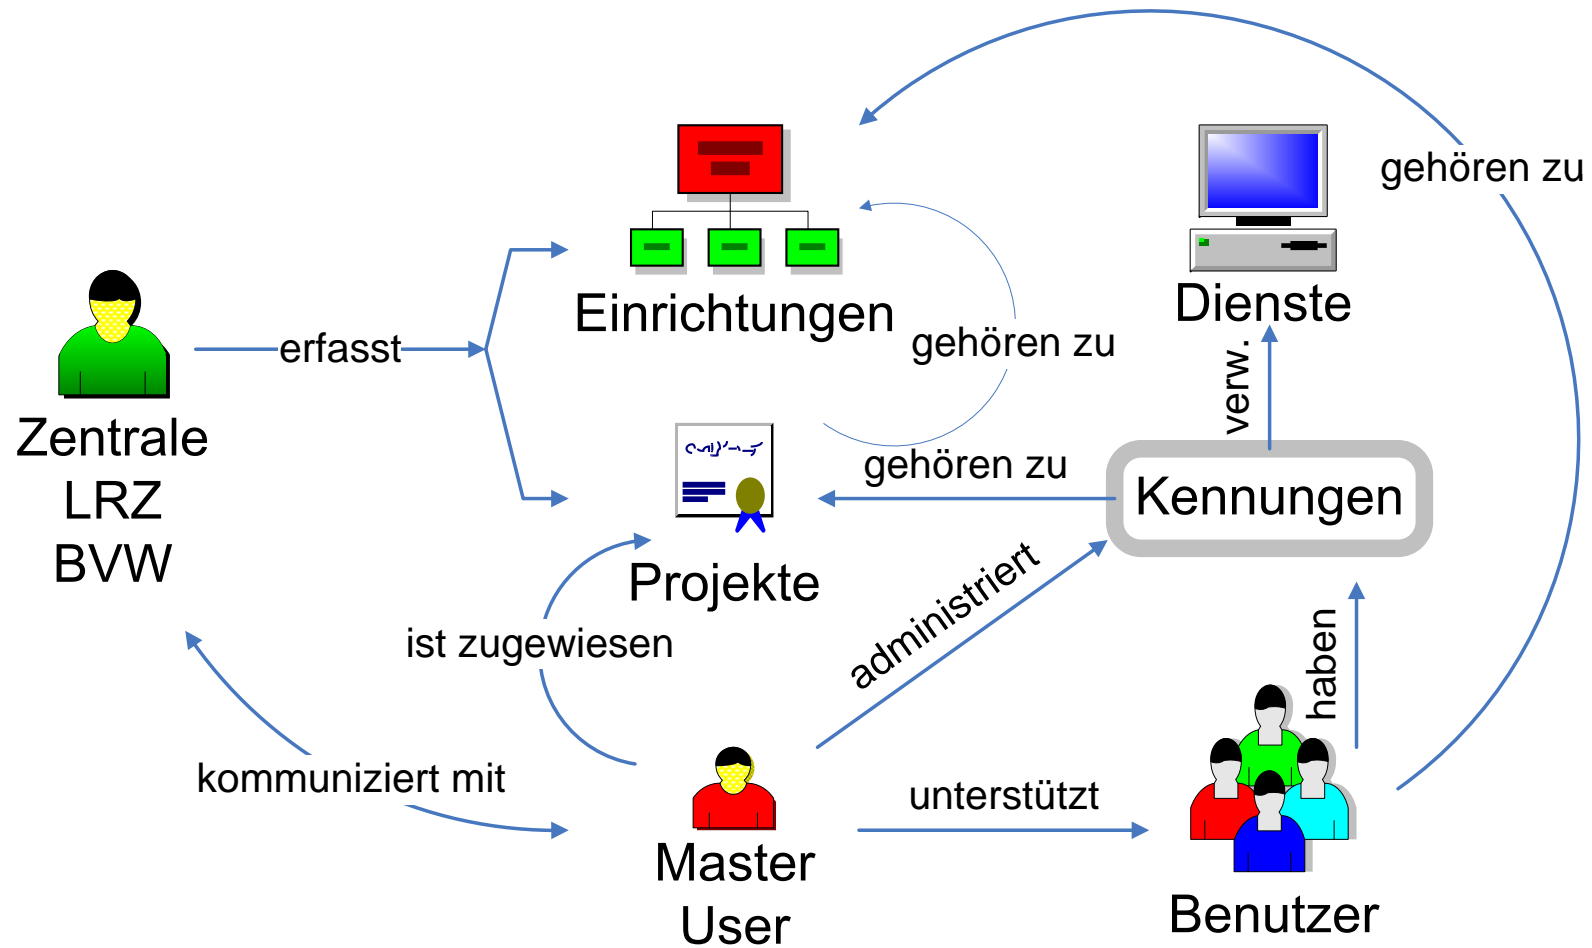 gehören zu
Einrichtungen
Dienste
gehören zu
erfasst
verw.
Zentrale
LRZ
BVW
gehören zu
Kennungen
Projekte
administriert
ist zugewiesen
haben
kommuniziert mit
unterstützt
Master
User
Benutzer